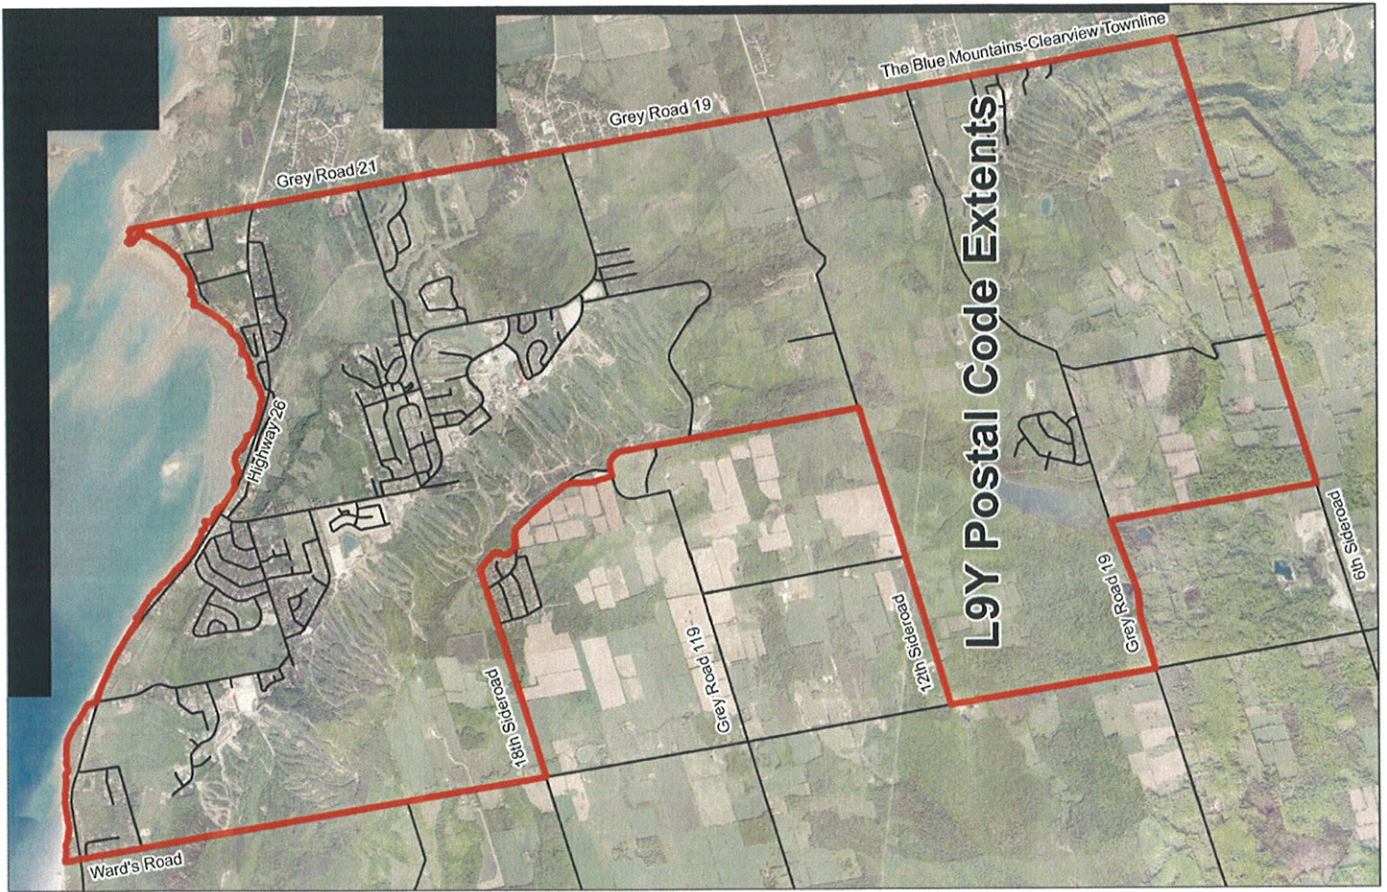 The Blue Mountains-Clearview Townline
Grey Road 19
Grey Road 21
L9Y Postal Code Extents
Highway 26
6th Sideroad
Grey Road 19
12th Sideroad
Grey Road 119
18th Sideroad
Ward's Road